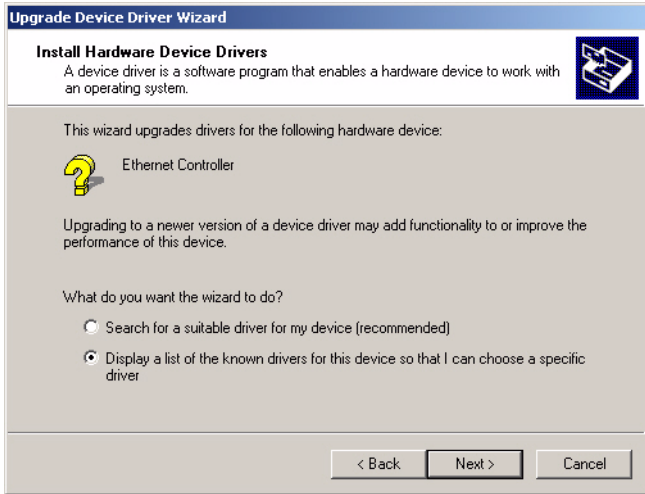 Upgrade Device Driver Wizard
Install Hardware Device Drivers
A device driver is a software program that enables a hardware device to work with
an operating system.
This wizard upgrades drivers for the following hardware device:
Ethernet Controller
Upgrading to a newer version of a device driver may add functionality to or improve the
performance of this device.
What do you want the wizard to do?
Search for a suitable driver for my device (recommended)
Display a list of the known drivers for this device so that I can choose a specific
driver
< Back Next > Cancel